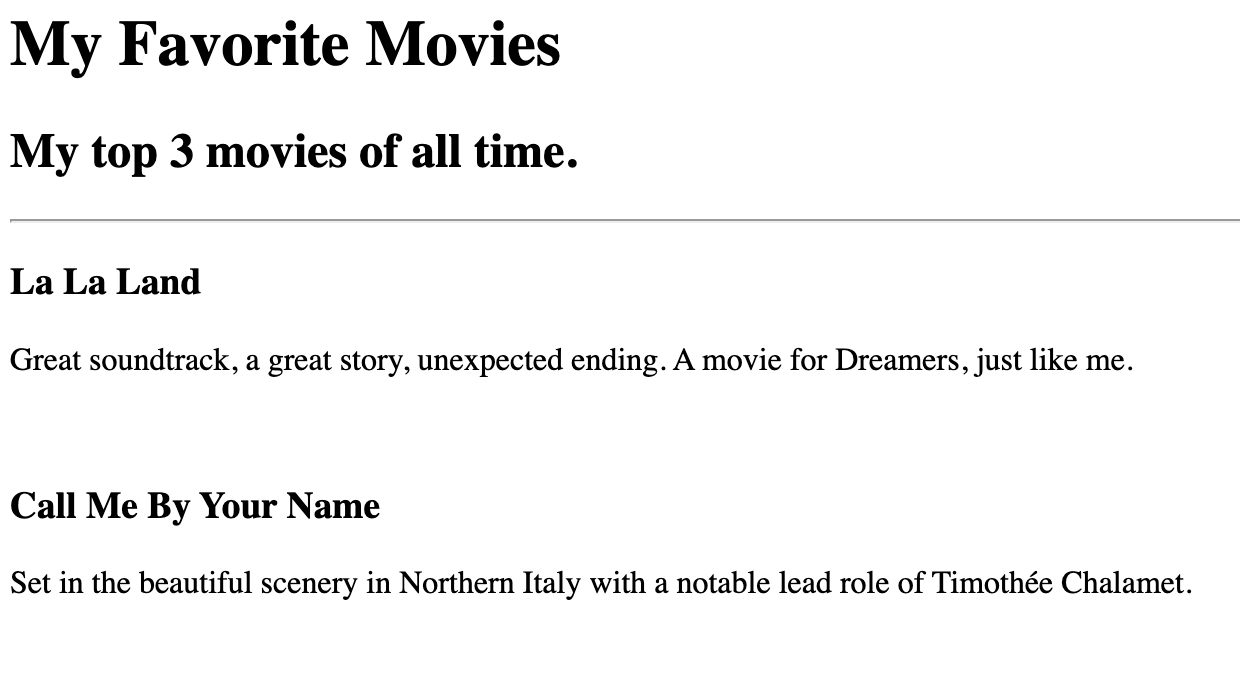 My Favorite Movies
My top 3 movies of all time.
La La Land
Great soundtrack, a great story, unexpected ending. A movie for Dreamers, just like me.
Call Me By Your Name
Set in the beautiful scenery in Northern Italy with a notable lead role of Timothée Chalamet.